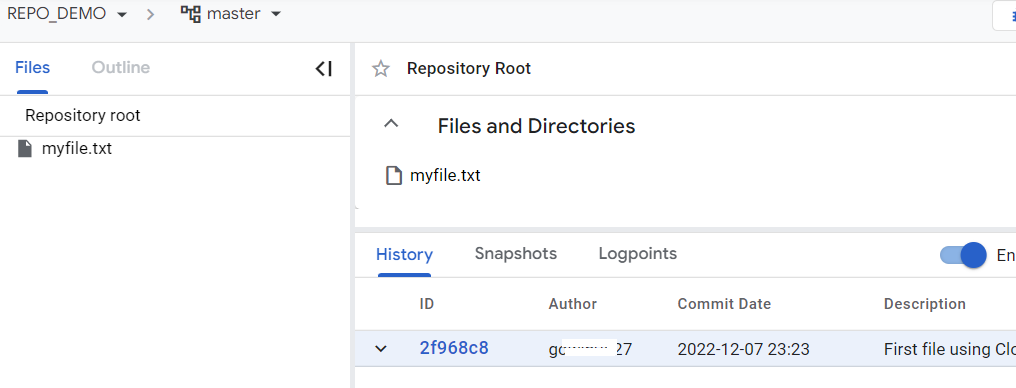 REPO_DEMO master
Files Outline
Repository root
myfile.txt
Repository Root
Files and Directories
myfile.txt
History Snapshots Logpoints En
ID Author Commit Date Description
2f968c8 27 2022-12-07 23:23 First file using Clo